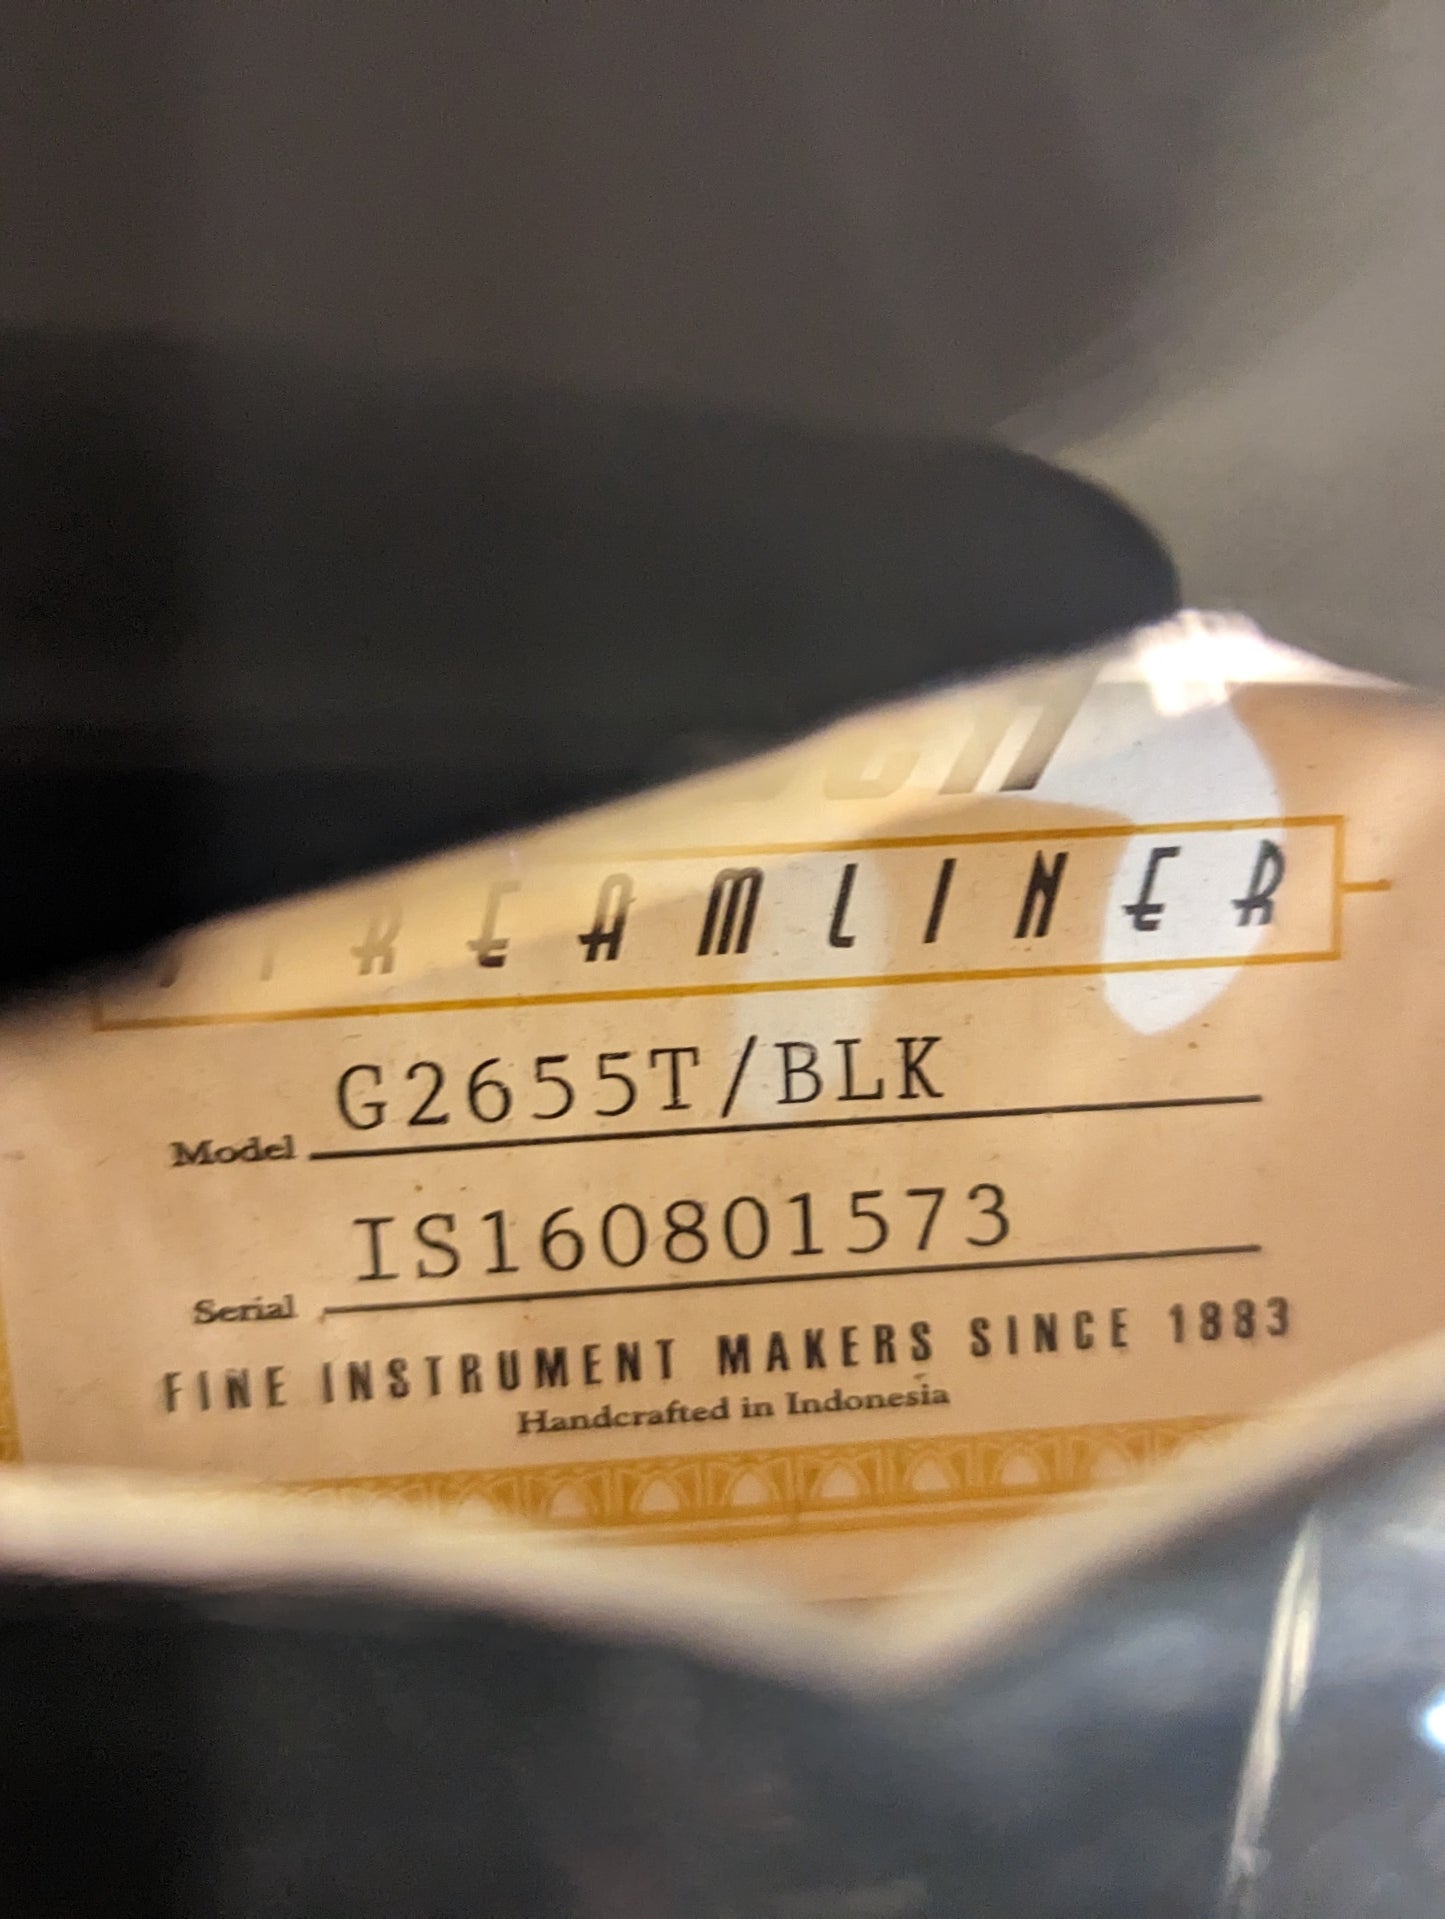 STREAMLINER
Model G2655T/BLK
Serial IS160801573
FINE INSTRUMENT MAKERS SINCE 1883
Handcrafted in Indonesia